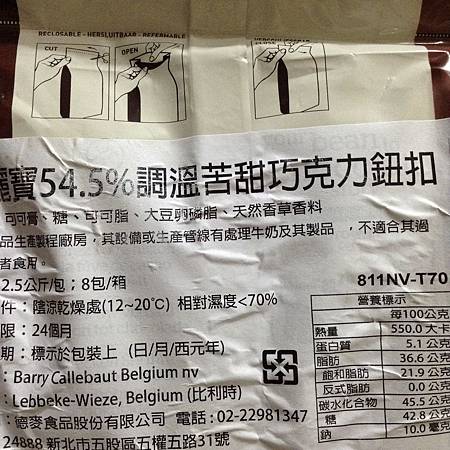 RECLOSABLE - HERSLUITBAAR - REFERMABLE
CUT
OPEN
CLOSE
寶54.5%調溫苦甜巧克力鈕扣
可可膏、糖、可可脂、大豆卵磷脂、天然香草香料
品生產製程廠房，其設備或生產管線有處理牛奶及其製品，不適合其過
者食用。
2.5公斤/包；8包/箱
811NV-T70
件：陰涼乾燥處(12~20℃) 相對濕度<70%
限：24個月
期：標示於包裝上 (日/月/西元年)
：Barry Callebaut Belgium nv
：Lebbeke-Wieze, Belgium (比利時)
：德麥食品股份有限公司 電話：02-22981347
24888 新北市五股區五權五路31號
營養標示
每100公克
熱量 550.0 大卡
蛋白質 5.1 公克
脂肪 36.6 公克
飽和脂肪 21.9 公克
反式脂肪 0.0 公克
碳水化合物 45.5 公克
糖 42.8 公克
鈉 10.0 毫克